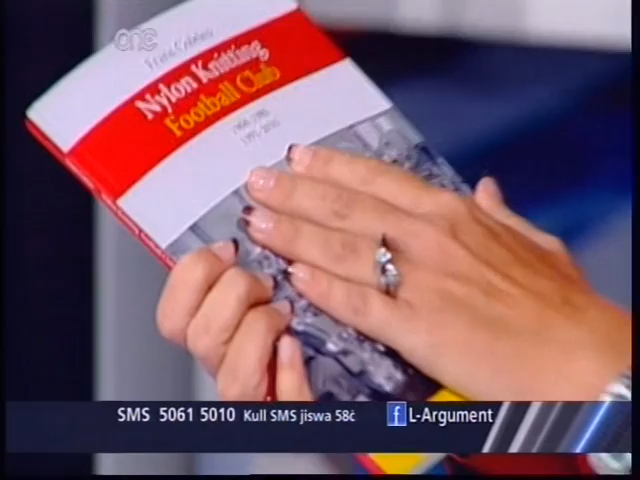 one
Nylon Knitting
Football Club
SMS 5061 5010 Kull SMS jiswa 58ċ
f L-Argument